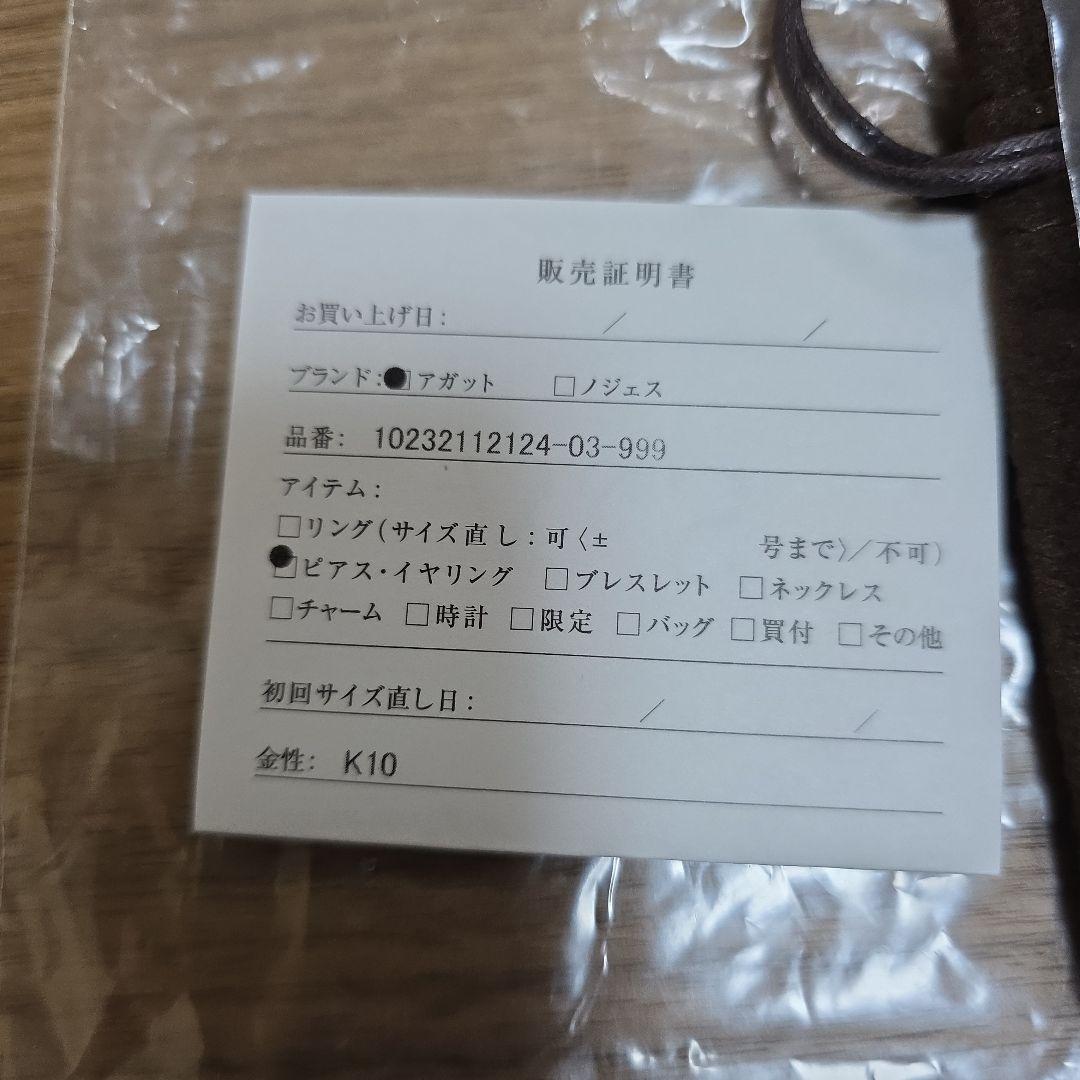 販売証明書
お買い上げ日: / /
ブランド:●アガット □ノジェス
品番: 10232112124-03-999
アイテム:
□リング(サイズ直し:可〈± 号まで〉/不可)
●ピアス・イヤリング □ブレスレット □ネックレス
□チャーム □時計 □限定 □バッグ □買付 □その他
初回サイズ直し日: / /
金性: K10